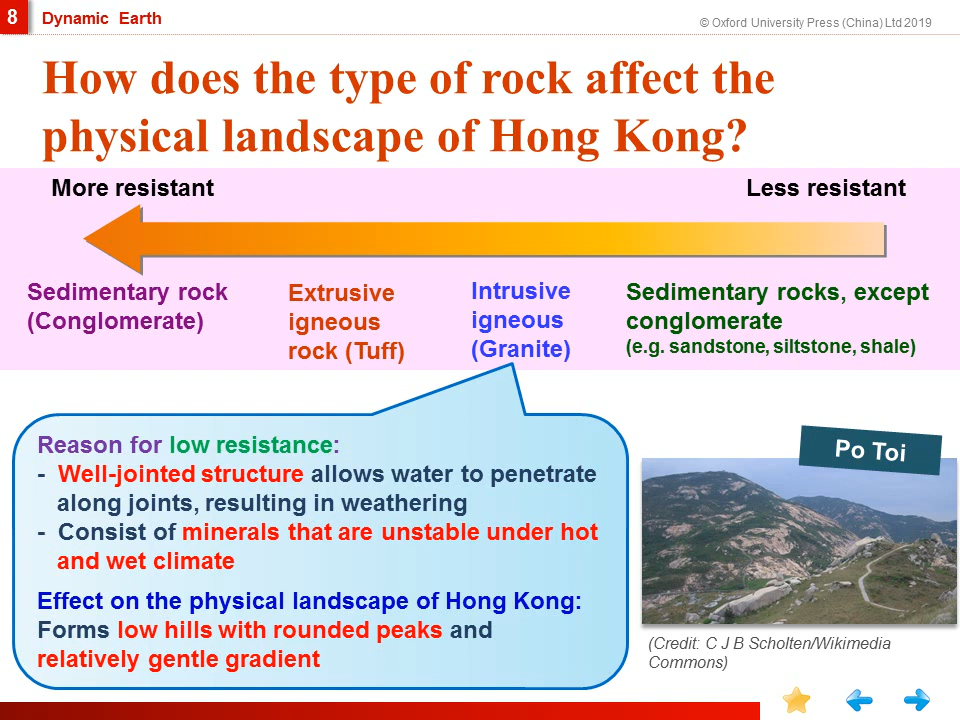 8 Dynamic Earth
© Oxford University Press (China) Ltd 2019
How does the type of rock affect the
physical landscape of Hong Kong?
More resistant
Less resistant
Sedimentary rock
(Conglomerate)
Extrusive
igneous
rock (Tuff)
Intrusive
igneous
(Granite)
Sedimentary rocks, except
conglomerate
(e.g. sandstone, siltstone, shale)
Reason for low resistance:
- Well-jointed structure allows water to penetrate
along joints, resulting in weathering
- Consist of minerals that are unstable under hot
and wet climate
Effect on the physical landscape of Hong Kong:
Forms low hills with rounded peaks and
relatively gentle gradient
Po Toi
(Credit: C J B Scholten/Wikimedia
Commons)